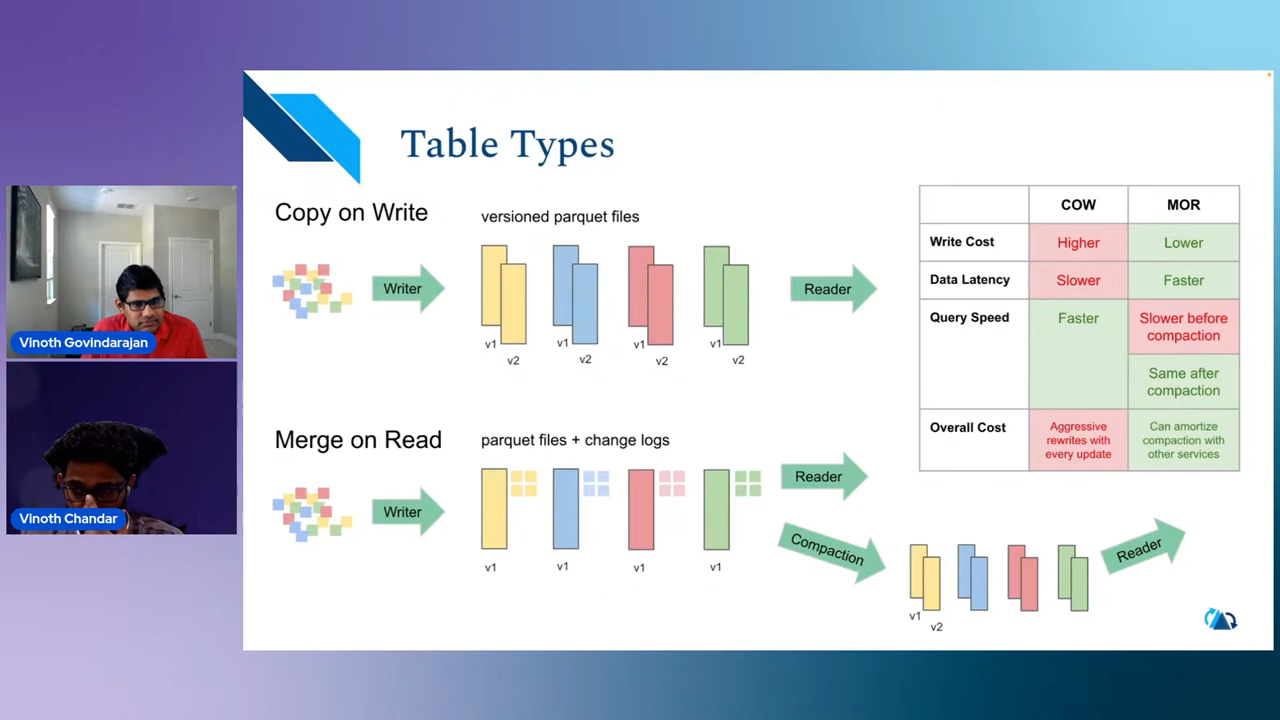 Table Types
Copy on Write
versioned parquet files
Writer
v1
v2
v1
v2
v1
v2
v1
v2
Reader
Merge on Read
parquet files + change logs
Writer
v1
v1
v1
v1
Reader
Compaction
v1
v2
Reader
COW MOR
Write Cost Higher Lower
Data Latency Slower Faster
Query Speed Faster Slower before
compaction
Same after
compaction
Overall Cost Aggressive
rewrites with
every update
Can amortize
compaction with
other services
Vinoth Govindarajan
Vinoth Chandar